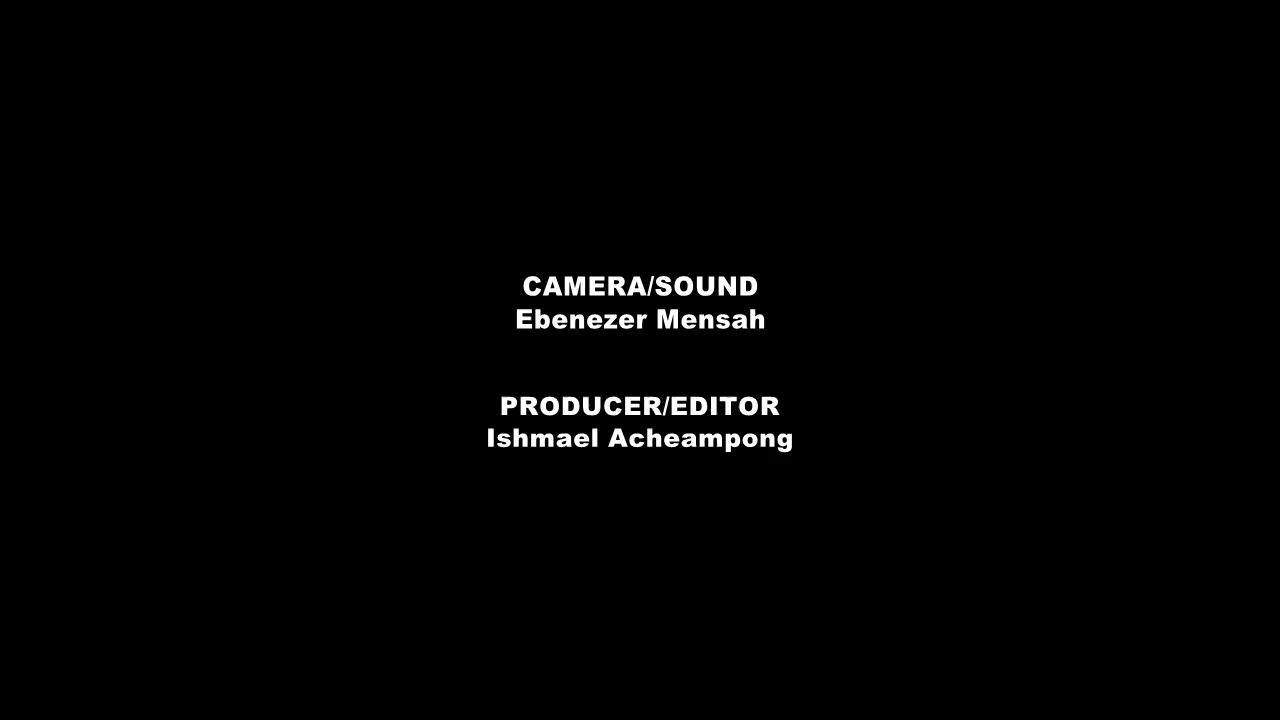 CAMERA/SOUND
Ebenezer Mensah
PRODUCER/EDITOR
Ishmael Acheampong